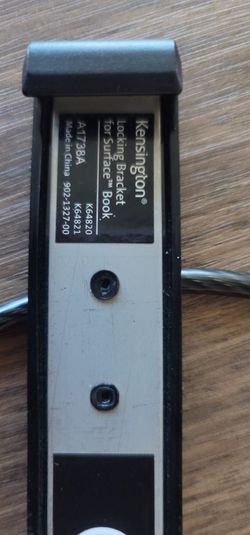 Kensington®
Locking Bracket
for Surface™ Book
K64820
K64821
A1738A
Made in China 902-1327-00